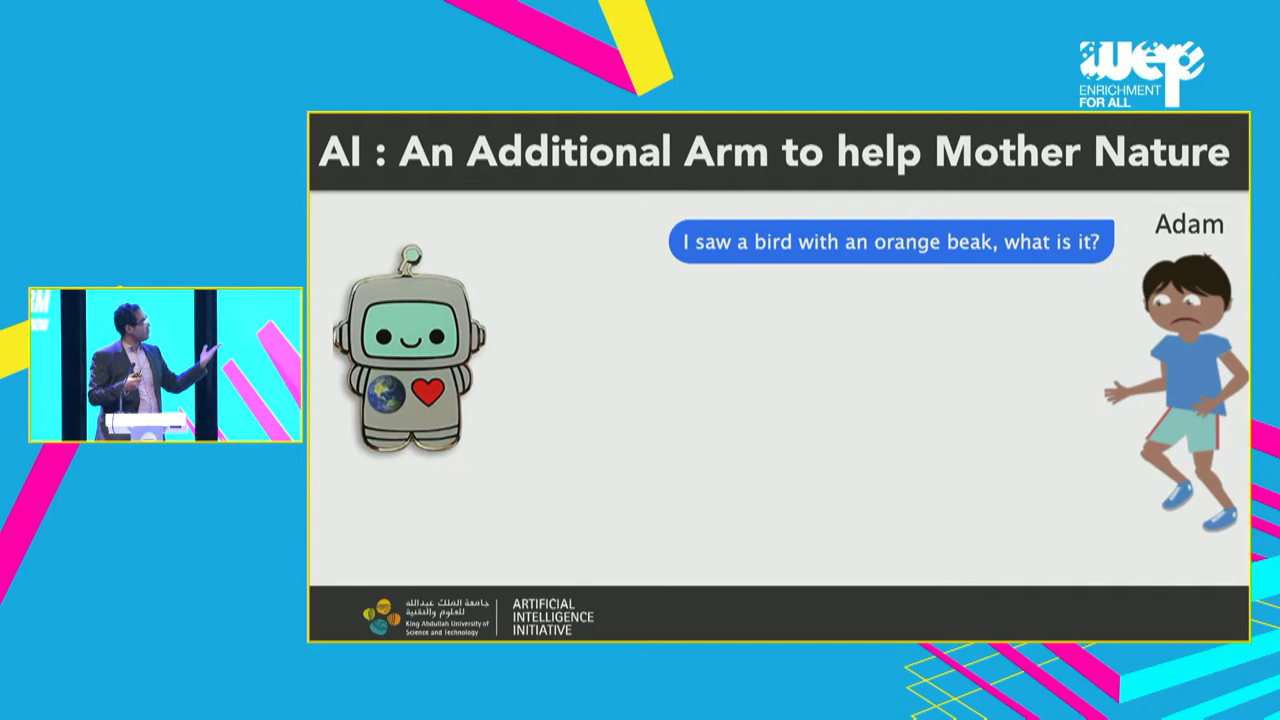 wep
ENRICHMENT
FOR ALL
AI : An Additional Arm to help Mother Nature
Adam
I saw a bird with an orange beak, what is it?
جامعة الملك عبدالله
للعلوم والتقنية
King Abdullah University of
Science and Technology
ARTIFICIAL
INTELLIGENCE
INITIATIVE